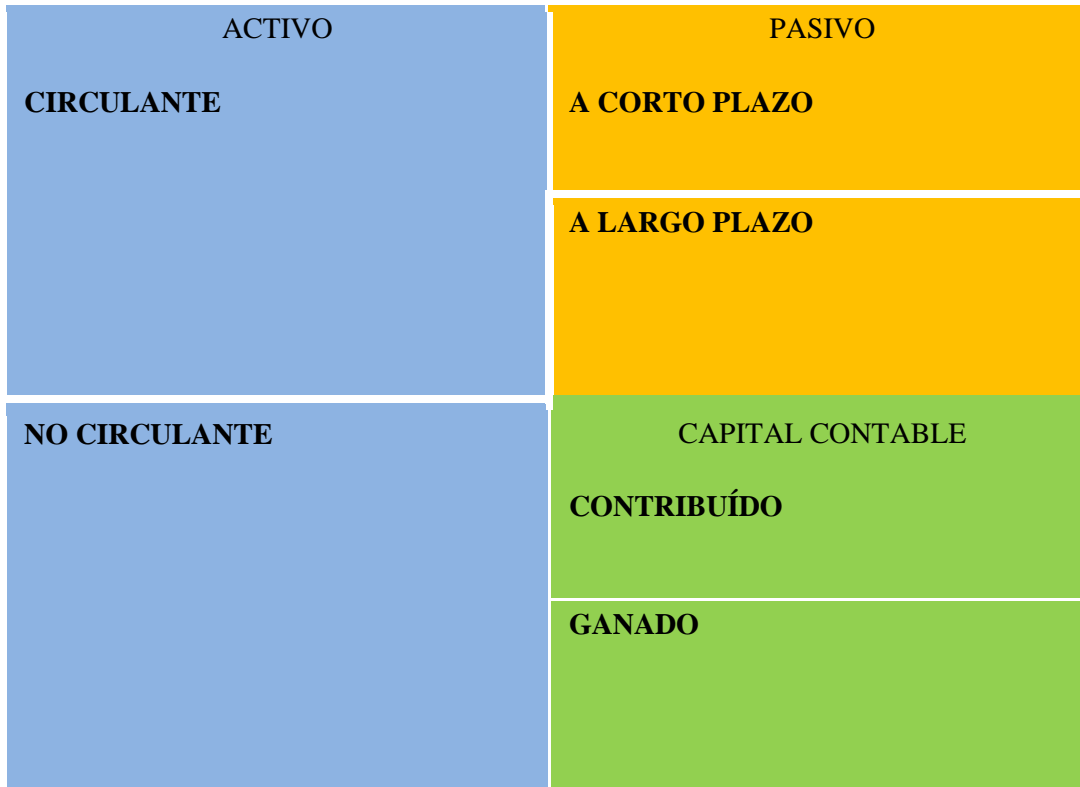 ACTIVO
CIRCULANTE
NO CIRCULANTE
PASIVO
A CORTO PLAZO
A LARGO PLAZO
CAPITAL CONTABLE
CONTRIBUÍDO
GANADO